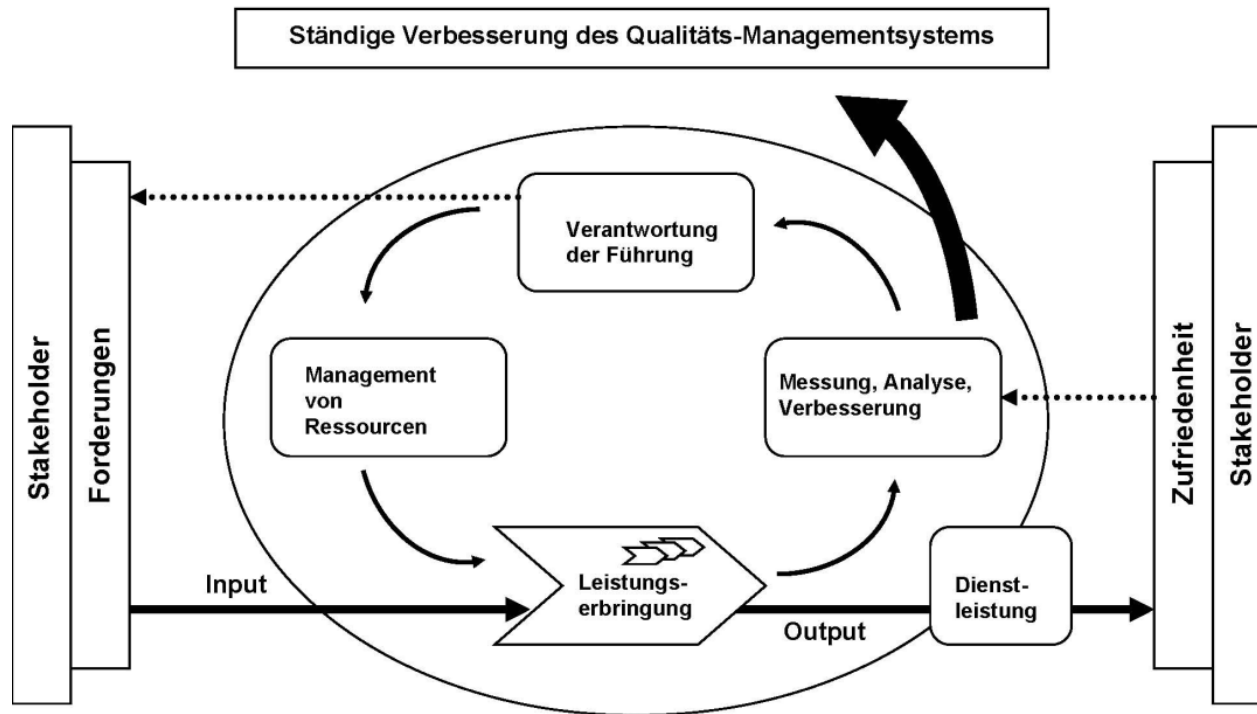 Ständige Verbesserung des Qualitäts-Managementsystems
Stakeholder
Forderungen
Verantwortung
der Führung
Management
von
Ressourcen
Messung, Analyse,
Verbesserung
Zufriedenheit
Stakeholder
Input
Leistungs-
erbringung
Output
Dienst-
leistung